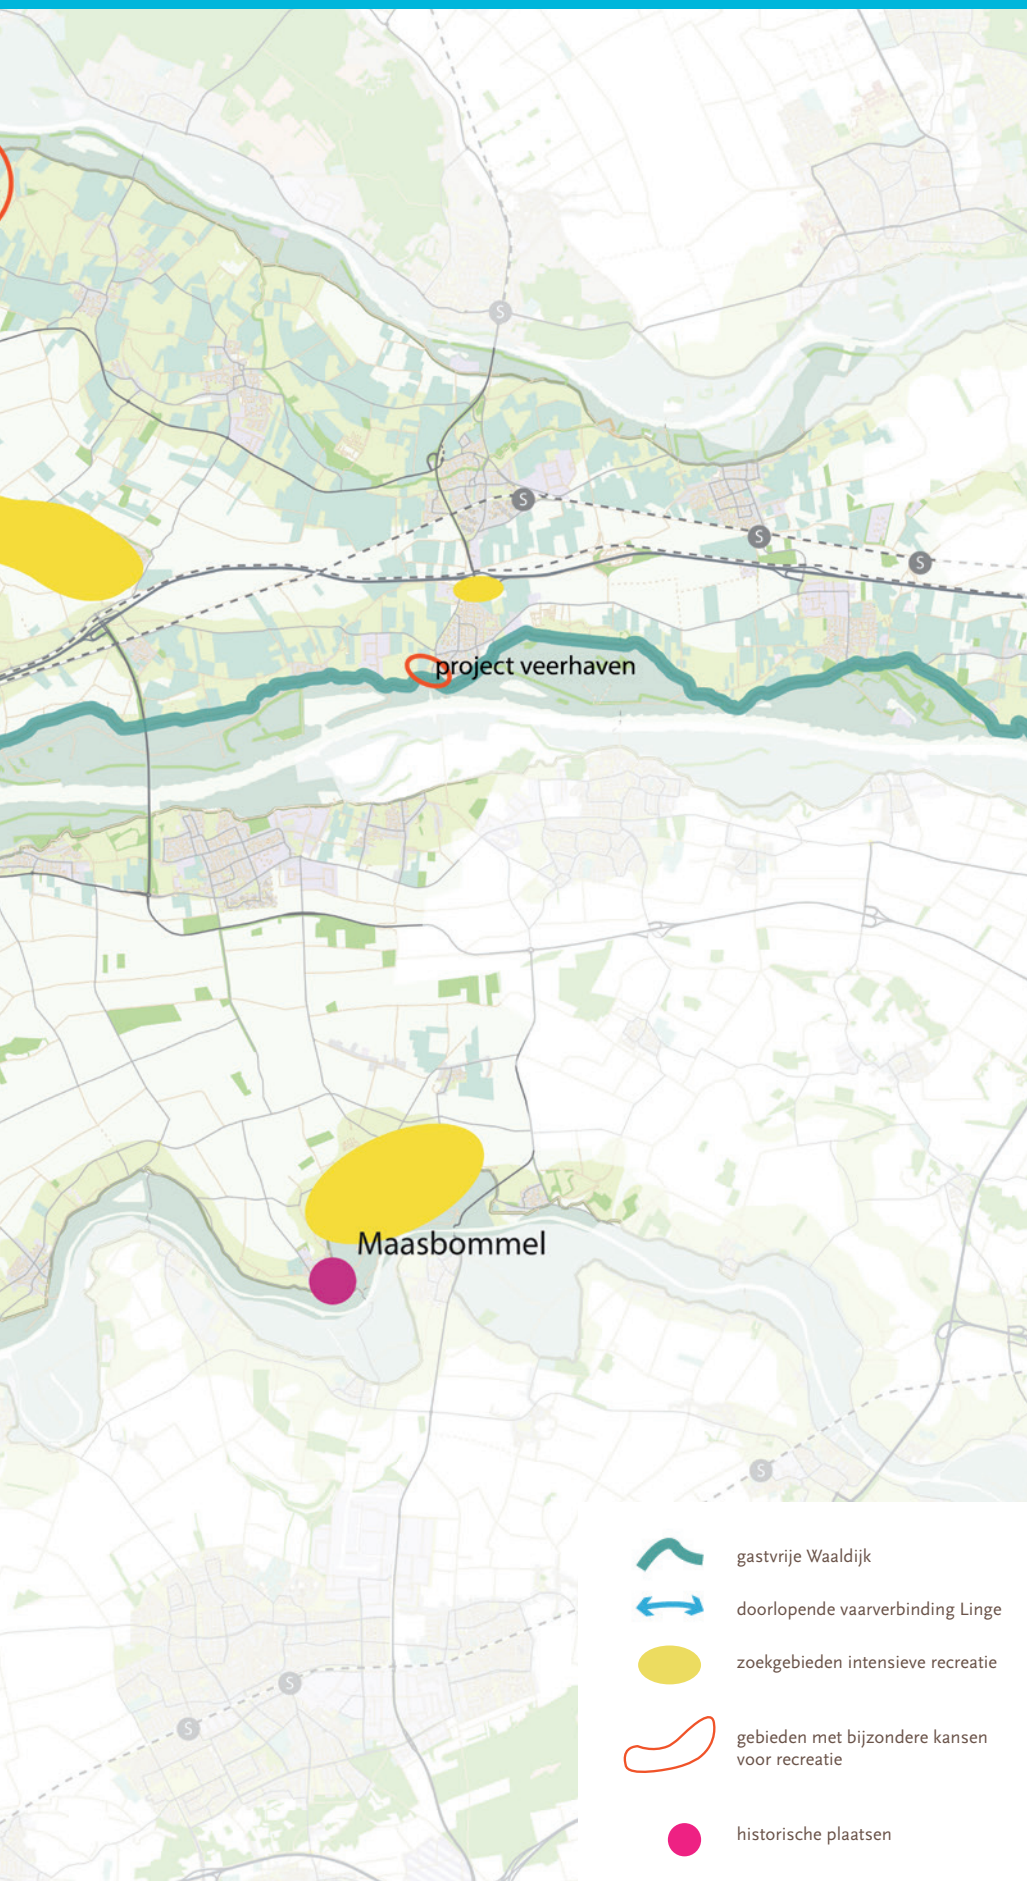 S
S
S
S
project veerhaven
Maasbommel
S
S
S
gastvrije Waaldijk
doorlopende vaarverbinding Linge
zoekgebieden intensieve recreatie
gebieden met bijzondere kansen
voor recreatie
historische plaatsen